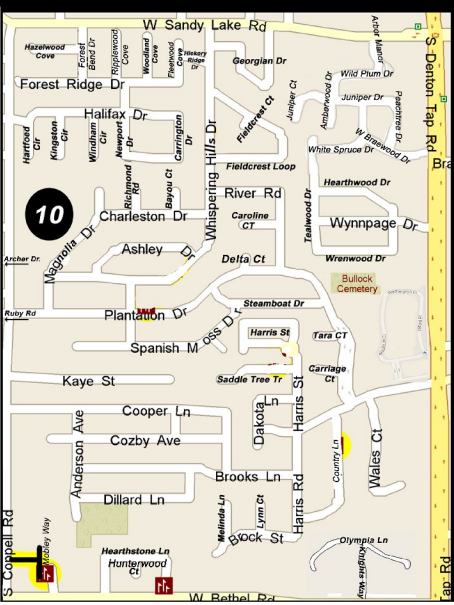 W Sandy Lake Rd
Hazelwood Cove
Forest Bend Dr
Ripplewood Cove
Woodland Cove
Fleetwood Cove
Hickory Ridge Dr
Georgian Dr
Arbor Manor
S Denton Tap Rd
Wild Plum Dr
Forest Ridge Dr
Juniper Ct
Amberwood Dr
Juniper Dr
Peachtree Dr
Halifax Dr
Fieldcrest Ct
Hartford Cir
Kingston Cir
Windham Cir
Newport Dr
Carrington Dr
Whispering Hills Dr
W Braewood Dr
White Spruce Dr
Bra
Fieldcrest Loop
Richmond Rd
Bayou Ct
River Rd
Hearthwood Dr
10
Charleston Dr
Caroline CT
Tealwood Dr
Wynnpage Dr
Magnolia Dr
Ashley Dr
Delta Ct
Wrenwood Dr
Archer Dr.
Bullock Cemetery
Ruby Rd
Plantation Dr
Steamboat Dr
Spanish Moss Dr
Harris St
Tara CT
Kaye St
Saddle Tree Tr
Carriage Ct
Cooper Ln
Dakota Ln
Harris St
Anderson Ave
Cozby Ave
Country Ln
Wales Ct
Brooks Ln
Dillard Ln
Melinda Ln
Lynn Ct
Harris Rd
S Coppell Rd
Mobley Way
Brock St
Hearthstone Ln
Hunterwood Ct
Olympia Ln
Knights Way
Tap Rd
W Bethel Rd